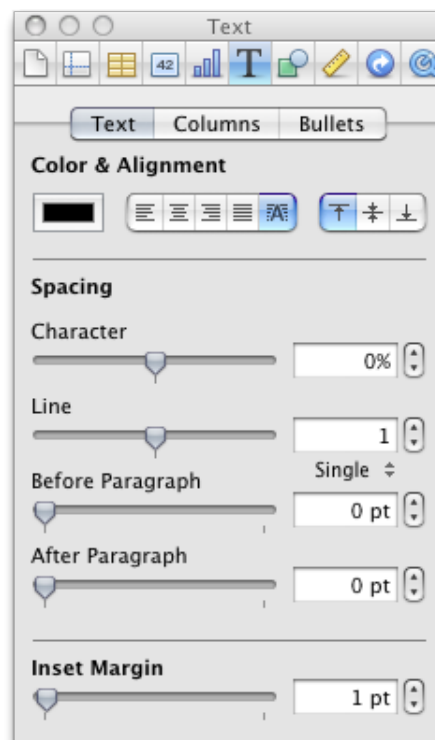 Text
42
T
Text Columns Bullets
Color & Alignment
A
Spacing
Character
0%
Line
1
Single
Before Paragraph
0 pt
After Paragraph
0 pt
Inset Margin
1 pt